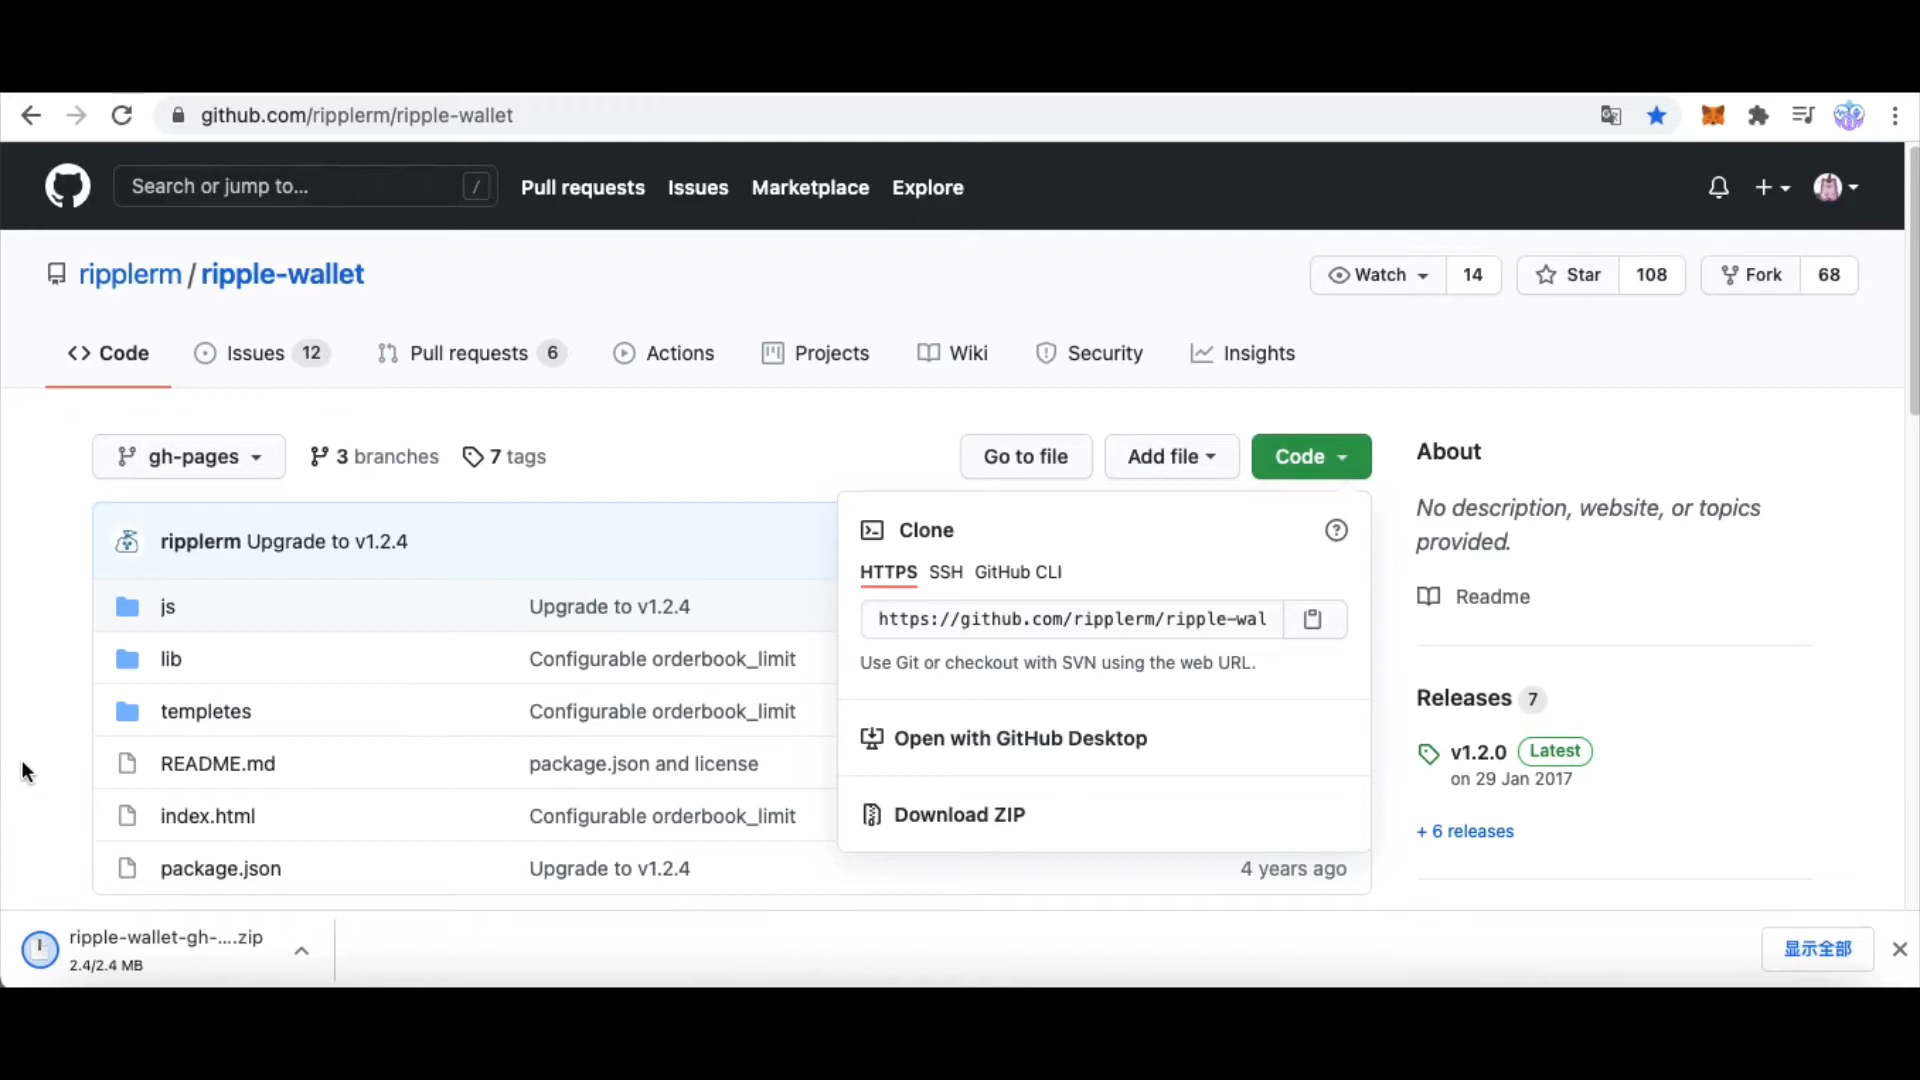 github.com/ripplerm/ripple-wallet
Search or jump to... /
Pull requests Issues Marketplace Explore
ripplerm / ripple-wallet
Watch 14 Star 108 Fork 68
Code Issues 12 Pull requests 6 Actions Projects Wiki Security Insights
gh-pages 3 branches 7 tags Go to file Add file Code
ripplerm Upgrade to v1.2.4
js Upgrade to v1.2.4
lib Configurable orderbook_limit
templetes Configurable orderbook_limit
README.md package.json and license
index.html Configurable orderbook_limit
package.json Upgrade to v1.2.4 4 years ago
Clone
HTTPS SSH GitHub CLI
https://github.com/ripplerm/ripple-wal
Use Git or checkout with SVN using the web URL.
Open with GitHub Desktop
Download ZIP
About
No description, website, or topics
provided.
Readme
Releases 7
v1.2.0 Latest
on 29 Jan 2017
+ 6 releases
ripple-wallet-gh-....zip
2.4/2.4 MB
显示全部